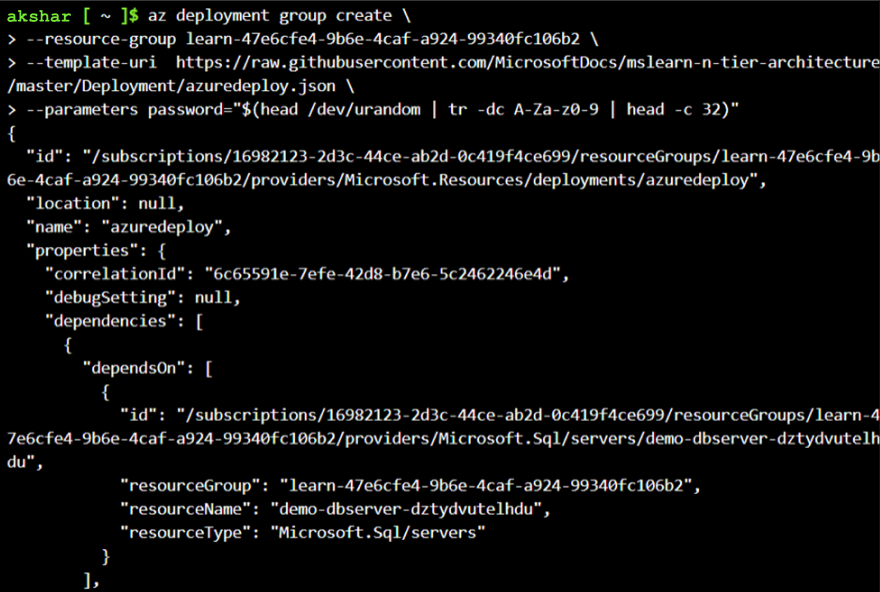 akshar [ ~ ]$ az deployment group create \
> --resource-group learn-47e6cfe4-9b6e-4caf-a924-99340fc106b2 \
> --template-uri  https://raw.githubusercontent.com/MicrosoftDocs/mslearn-n-tier-architecture
/master/Deployment/azuredeploy.json \
> --parameters password="$(head /dev/urandom | tr -dc A-Za-z0-9 | head -c 32)"
{
  "id": "/subscriptions/16982123-2d3c-44ce-ab2d-0c419f4ce699/resourceGroups/learn-47e6cfe4-9b
6e-4caf-a924-99340fc106b2/providers/Microsoft.Resources/deployments/azuredeploy",
  "location": null,
  "name": "azuredeploy",
  "properties": {
    "correlationId": "6c65591e-7efe-42d8-b7e6-5c2462246e4d",
    "debugSetting": null,
    "dependencies": [
      {
        "dependsOn": [
          {
            "id": "/subscriptions/16982123-2d3c-44ce-ab2d-0c419f4ce699/resourceGroups/learn-4
7e6cfe4-9b6e-4caf-a924-99340fc106b2/providers/Microsoft.Sql/servers/demo-dbserver-dztydvutelh
du",
            "resourceGroup": "learn-47e6cfe4-9b6e-4caf-a924-99340fc106b2",
            "resourceName": "demo-dbserver-dztydvutelhdu",
            "resourceType": "Microsoft.Sql/servers"
          }
        ],